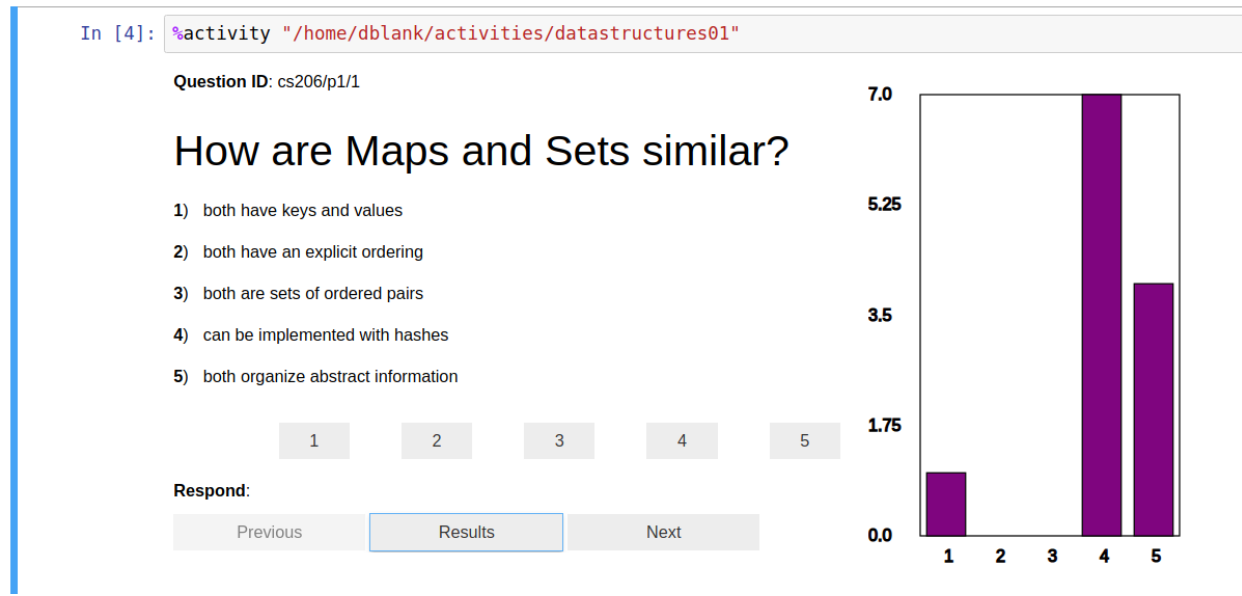 In [4]: %activity "/home/dblank/activities/datastructures01"
Question ID: cs206/p1/1
How are Maps and Sets similar?
1) both have keys and values
2) both have an explicit ordering
3) both are sets of ordered pairs
4) can be implemented with hashes
5) both organize abstract information
1 2 3 4 5
Respond:
Previous Results Next
7.0
5.25
3.5
1.75
0.0
1 2 3 4 5